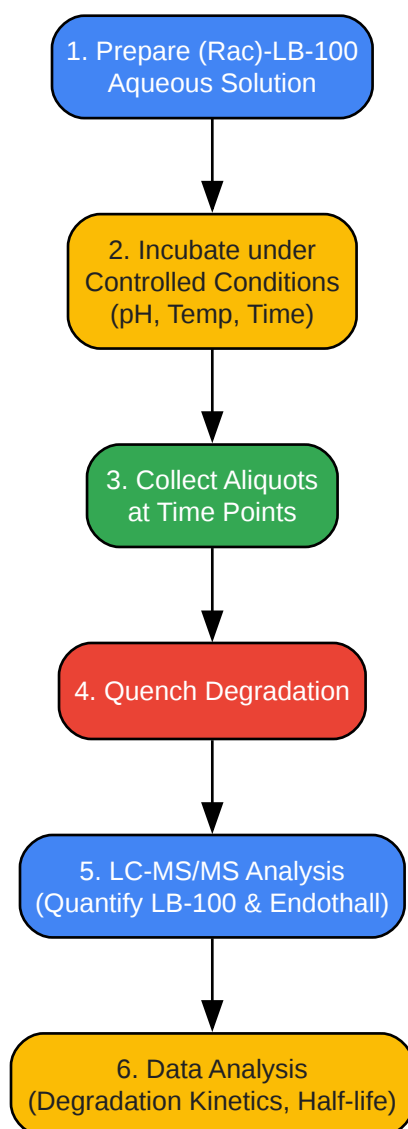 1. Prepare (Rac)-LB-100
Aqueous Solution
2. Incubate under
Controlled Conditions
(pH, Temp, Time)
3. Collect Aliquots
at Time Points
4. Quench Degradation
5. LC-MS/MS Analysis
(Quantify LB-100 & Endothall)
6. Data Analysis
(Degradation Kinetics, Half-life)